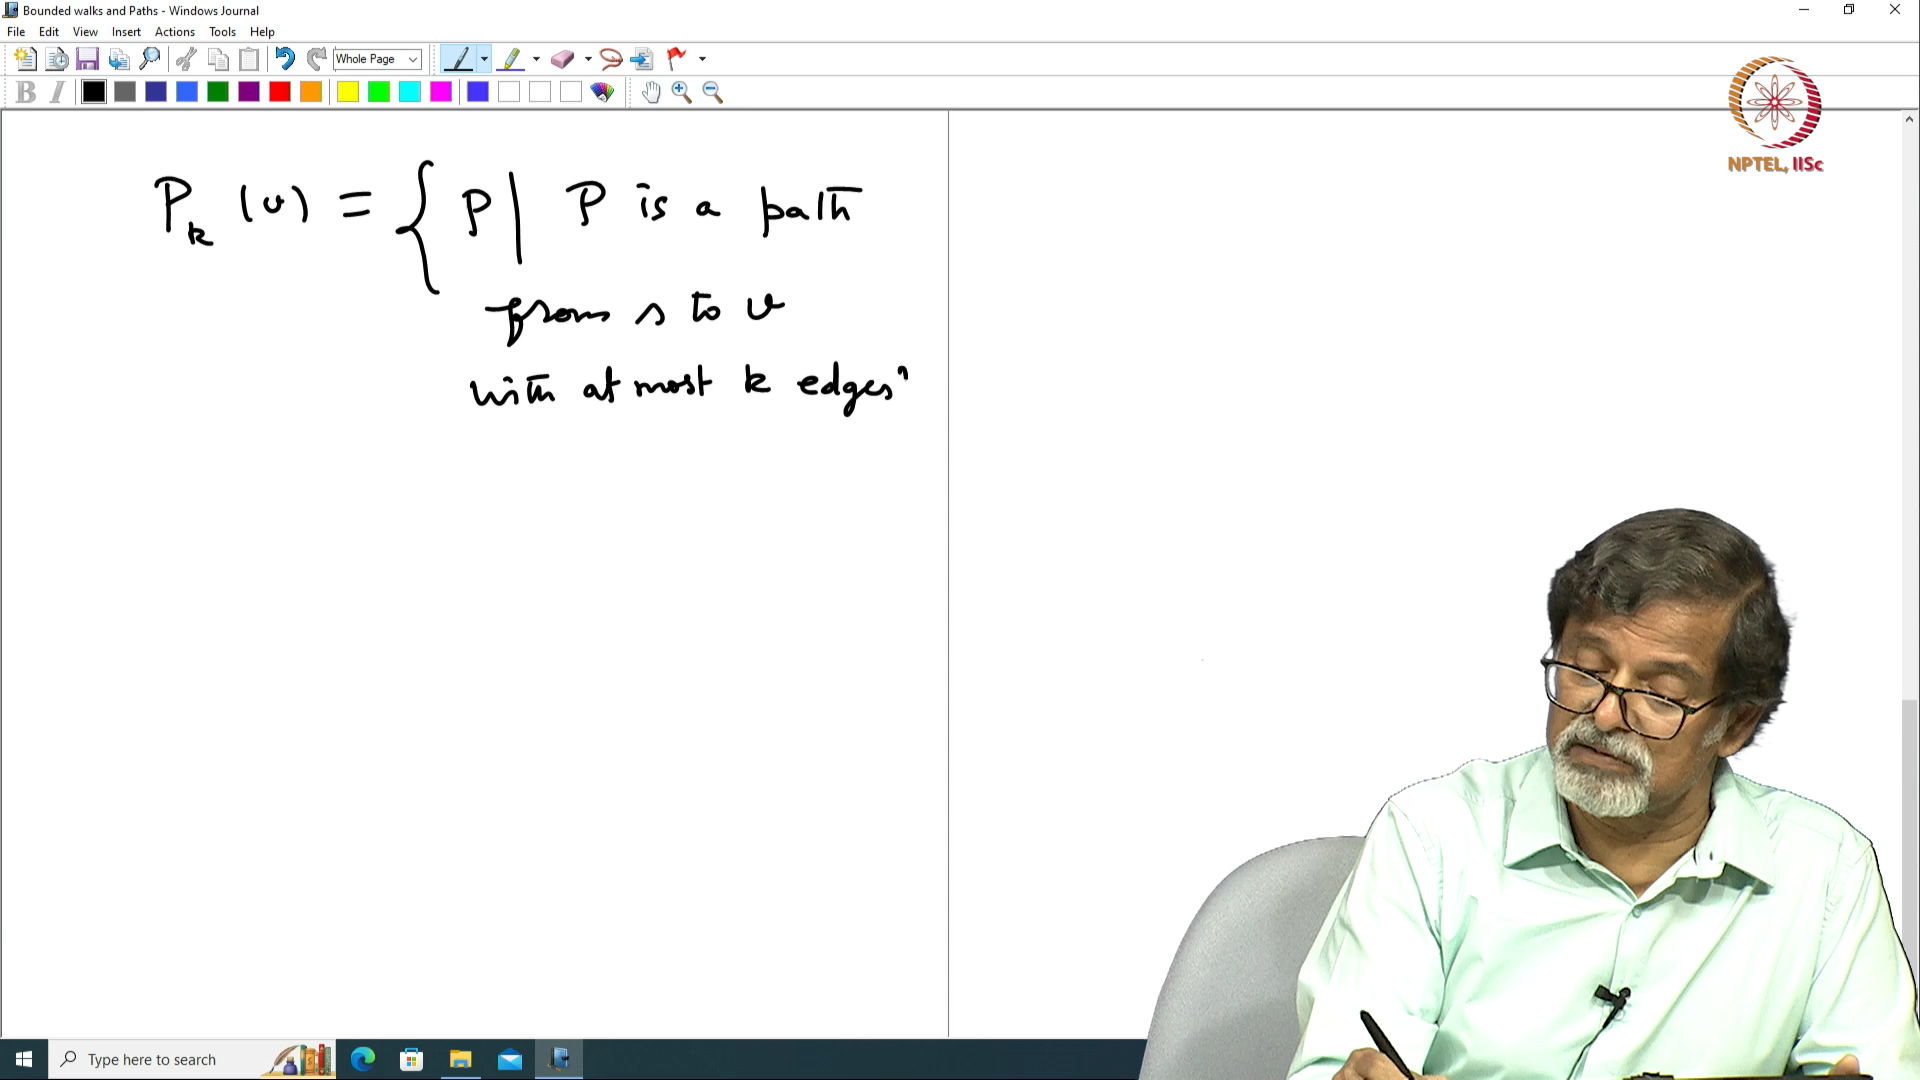 Bounded walks and Paths - Windows Journal
File Edit View Insert Actions Tools Help
Whole Page
B I
NPTEL, IISc
P_k (v) = { P | P is a path
from s to v
with at most k edges
Type here to search